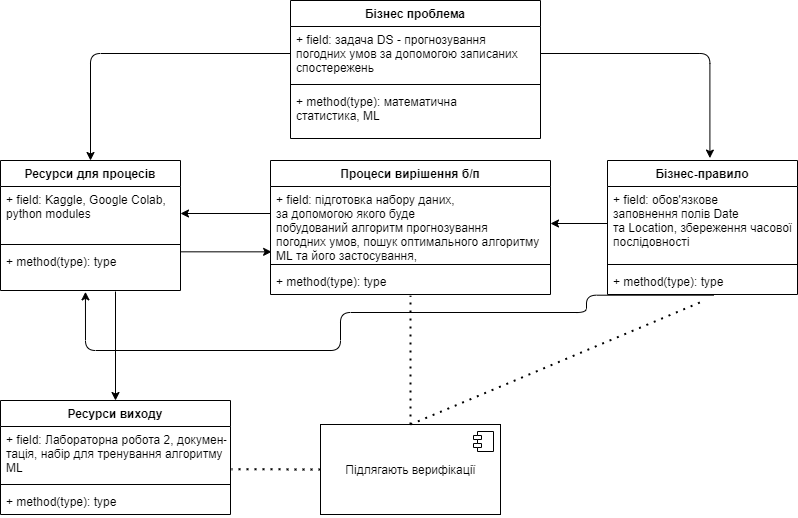 Бізнес проблема
+ field: задача DS - прогнозування
погодних умов за допомогою записаних
спостережень
+ method(type): математична
статистика, ML
Ресурси для процесів
+ field: Kaggle, Google Colab,
python modules
+ method(type): type
Процеси вирішення б/п
+ field: підготовка набору даних,
за допомогою якого буде
побудований алгоритм прогнозування
погодних умов, пошук оптимального алгоритму
ML та його застосування,
+ method(type): type
Бізнес-правило
+ field: обов'язкове
заповнення полів Date
та Location, збереження часової
послідовності
+ method(type): type
Ресурси виходу
+ field: Лабораторна робота 2, докумен-
тація, набір для тренування алгоритму
ML
+ method(type): type
Підлягають верифікації